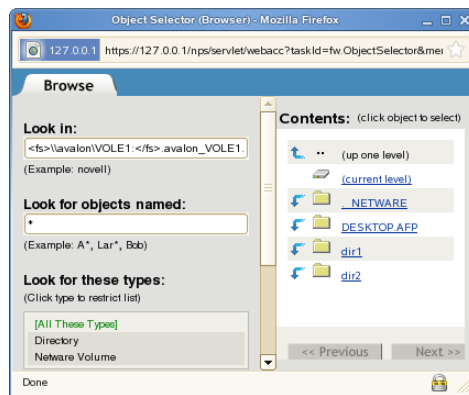 Object Selector (Browser) - Mozilla Firefox
127.0.0.1 https://127.0.0.1/nps/servlet/webacc?taskId=fw.ObjectSelector&mer
Browse
Look in:
<fs>\\avalon\VOLE1:</fs>.avalon_VOLE1.
(Example: novell)
Look for objects named:
*
(Example: A*, Lar*, Bob)
Look for these types:
(Click type to restrict list)
[All These Types]
Directory
Netware Volume
Contents: (click object to select)
.. (up one level)
(current level)
_NETWARE
DESKTOP.AFP
dir1
dir2
<< Previous Next >>
Done